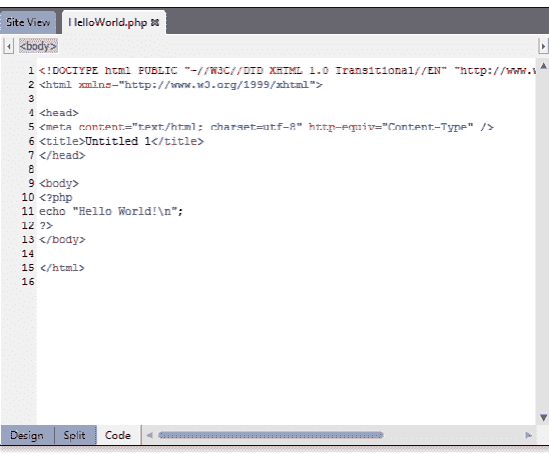 Site View HelloWorld.php
<body>
1 <!DOCTYPE html PUBLIC "-//W3C//DTD XHTML 1.0 Transitional//EN" "http://www.w
2 <html xmlns="http://www.w3.org/1999/xhtml">
3
4 <head>
5 <meta content="text/html; charset=utf-8" http-equiv="Content-Type" />
6 <title>Untitled 1</title>
7 </head>
8
9 <body>
10 <?php
11 echo "Hello World!\n";
12 ?>
13 </body>
14
15 </html>
16
Design Split Code